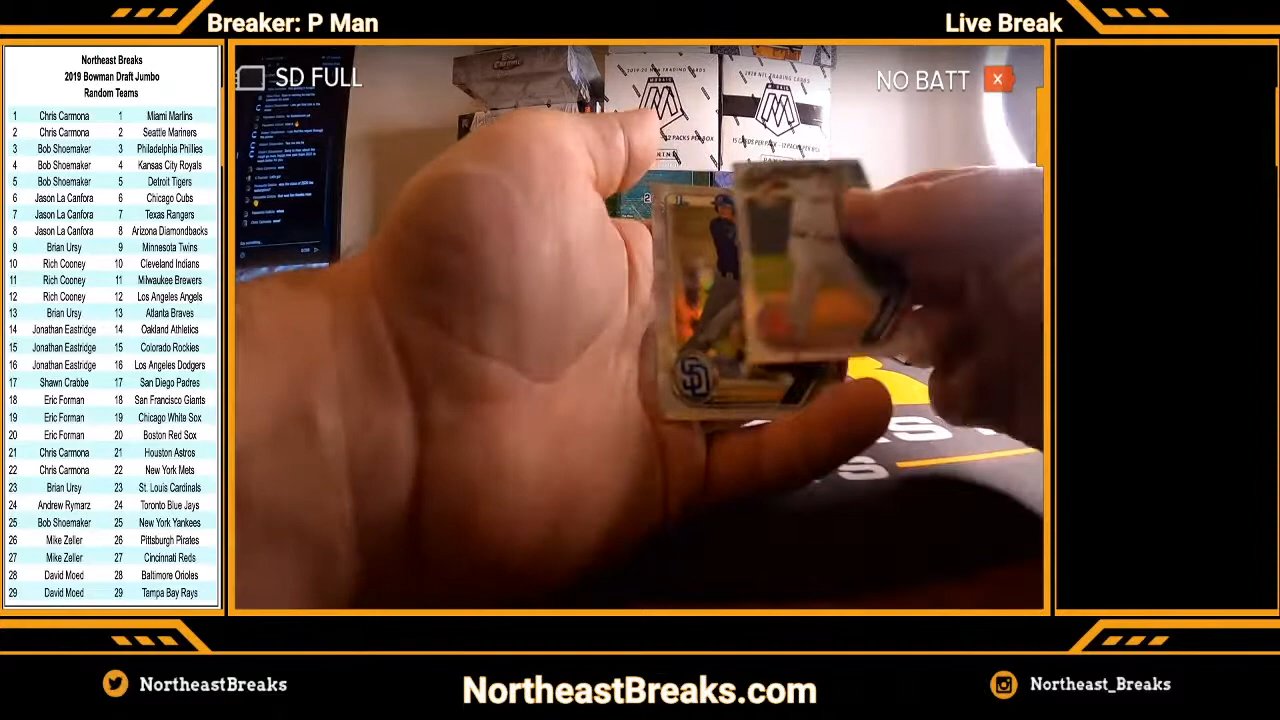 Breaker: P Man
Live Break
Northeast Breaks
2019 Bowman Draft Jumbo
Random Teams
1 Chris Carmona 1 Miami Marlins
2 Chris Carmona 2 Seattle Mariners
3 Bob Shoemaker 3 Philadelphia Phillies
4 Bob Shoemaker 4 Kansas City Royals
5 Bob Shoemaker 5 Detroit Tigers
6 Jason La Canfora 6 Chicago Cubs
7 Jason La Canfora 7 Texas Rangers
8 Jason La Canfora 8 Arizona Diamondbacks
9 Brian Ursy 9 Minnesota Twins
10 Rich Cooney 10 Cleveland Indians
11 Rich Cooney 11 Milwaukee Brewers
12 Rich Cooney 12 Los Angeles Angels
13 Brian Ursy 13 Atlanta Braves
14 Jonathan Eastridge 14 Oakland Athletics
15 Jonathan Eastridge 15 Colorado Rockies
16 Jonathan Eastridge 16 Los Angeles Dodgers
17 Shawn Crabbe 17 San Diego Padres
18 Eric Forman 18 San Francisco Giants
19 Eric Forman 19 Chicago White Sox
20 Eric Forman 20 Boston Red Sox
21 Chris Carmona 21 Houston Astros
22 Chris Carmona 22 New York Mets
23 Brian Ursy 23 St. Louis Cardinals
24 Andrew Rymarz 24 Toronto Blue Jays
25 Bob Shoemaker 25 New York Yankees
26 Mike Zeller 26 Pittsburgh Pirates
27 Mike Zeller 27 Cincinnati Reds
28 David Moed 28 Baltimore Orioles
29 David Moed 29 Tampa Bay Rays
SD FULL
NO BATT
MOSAIC
SD
NortheastBreaks
NortheastBreaks.com
Northeast_Breaks